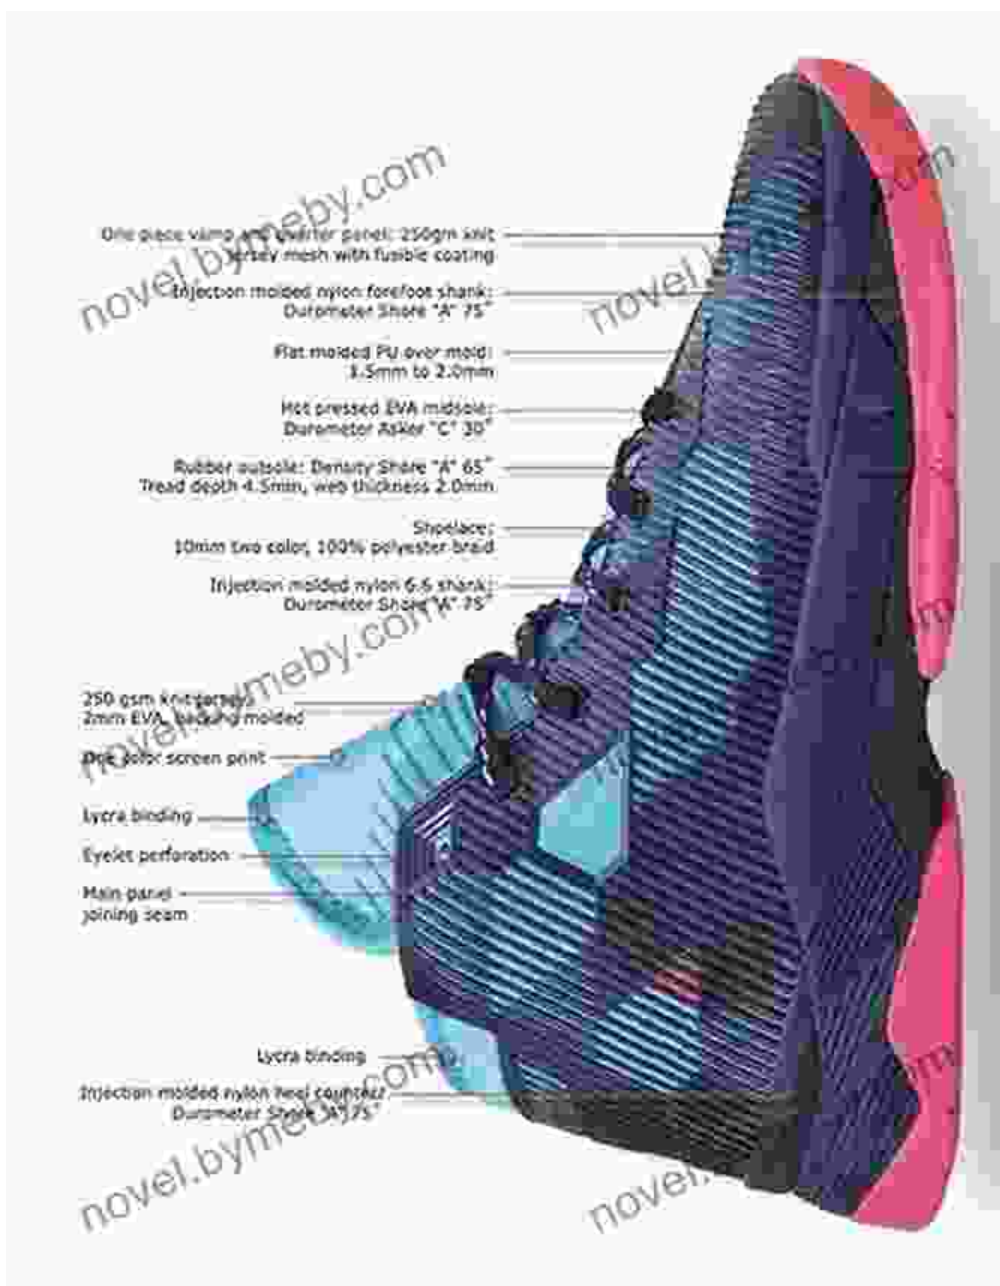 One piece vamp and quarter panel: 250gm knit
jersey mesh with fusible coating
Injection molded nylon forefoot shank:
Durometer Shore "A" 75°
Flat molded PU over mold:
1.5mm to 2.0mm
Hot pressed EVA midsole:
Durometer Asker "C" 30°
Rubber outsole: Density Shore "A" 65°
Tread depth 4.5mm, web thickness 2.0mm
Shoelace:
10mm two color, 100% polyester braid
Injection molded nylon 6.6 shank:
Durometer Shore "A" 75°
250 gsm knit jersey,
2mm EVA, backing molded
One color screen print
Lycra binding
Eyelet perforation
Main panel
joining seam
Lycra binding
Injection molded nylon heel counter
Durometer Shore "A" 75°
novel.bymeby.com
novel.bymeby.com
novel.bymeby.com
novel.
novel.